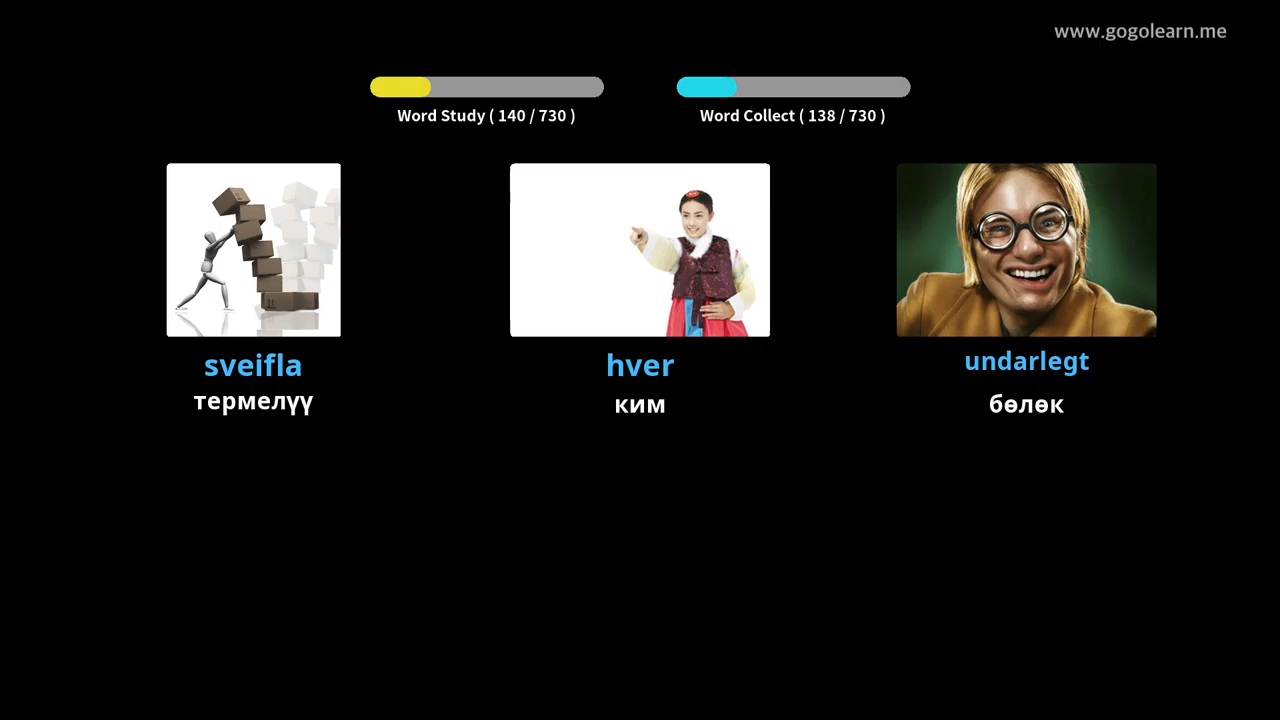 www.gogolearn.me
Word Study ( 140 / 730 )
Word Collect ( 138 / 730 )
sveifla
термелүү
hver
ким
undarlegt
бөлөк